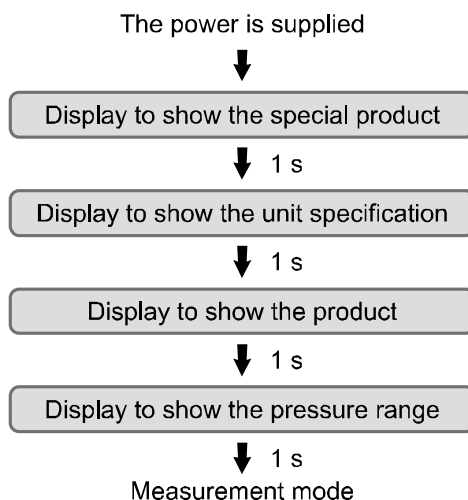 The power is supplied
Display to show the special product
1 s
Display to show the unit specification
1 s
Display to show the product
1 s
Display to show the pressure range
1 s
Measurement mode